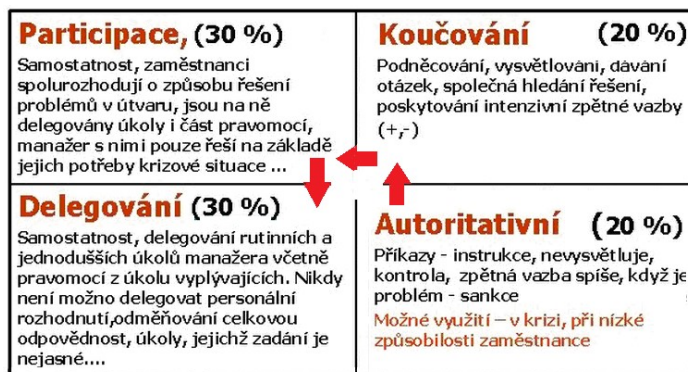 Participace, (30 %)
Samostatnost, zaměstnanci
spolurozhodují o způsobu řešení
problémů v útvaru, jsou na ně
delegovány úkoly i část pravomocí,
manažer s nimi pouze řeší na základě
jejich potřeby krizové situace ...
Koučování (20 %)
Podněcování, vysvětlování, dávání
otázek, společná hledání řešení,
poskytování intenzivní zpětné vazby
(+,-)
Delegování (30 %)
Samostatnost, delegování rutinních a
jednodušších úkolů manažera včetně
pravomocí z úkolu vyplývajících. Nikdy
není možno delegovat personální
rozhodnutí,odměňování celkovou
odpovědnost, úkoly, jejichž zadání je
nejasné....
Autoritativní (20 %)
Příkazy - instrukce, nevysvětluje,
kontrola, zpětná vazba spíše, když je
problém - sankce
Možné využití – v krizi, při nízké
způsobilosti zaměstnance